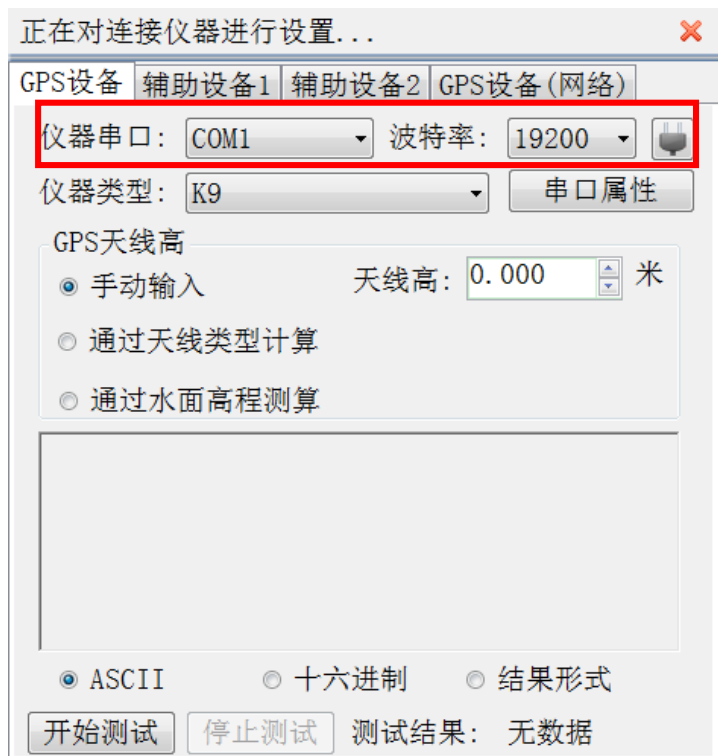 正在对连接仪器进行设置...
GPS设备 辅助设备1 辅助设备2 GPS设备(网络)
仪器串口: COM1 波特率: 19200
仪器类型: K9 串口属性
GPS天线高
手动输入 天线高: 0.000 米
通过天线类型计算
通过水面高程测算
ASCII 十六进制 结果形式
开始测试 停止测试 测试结果: 无数据